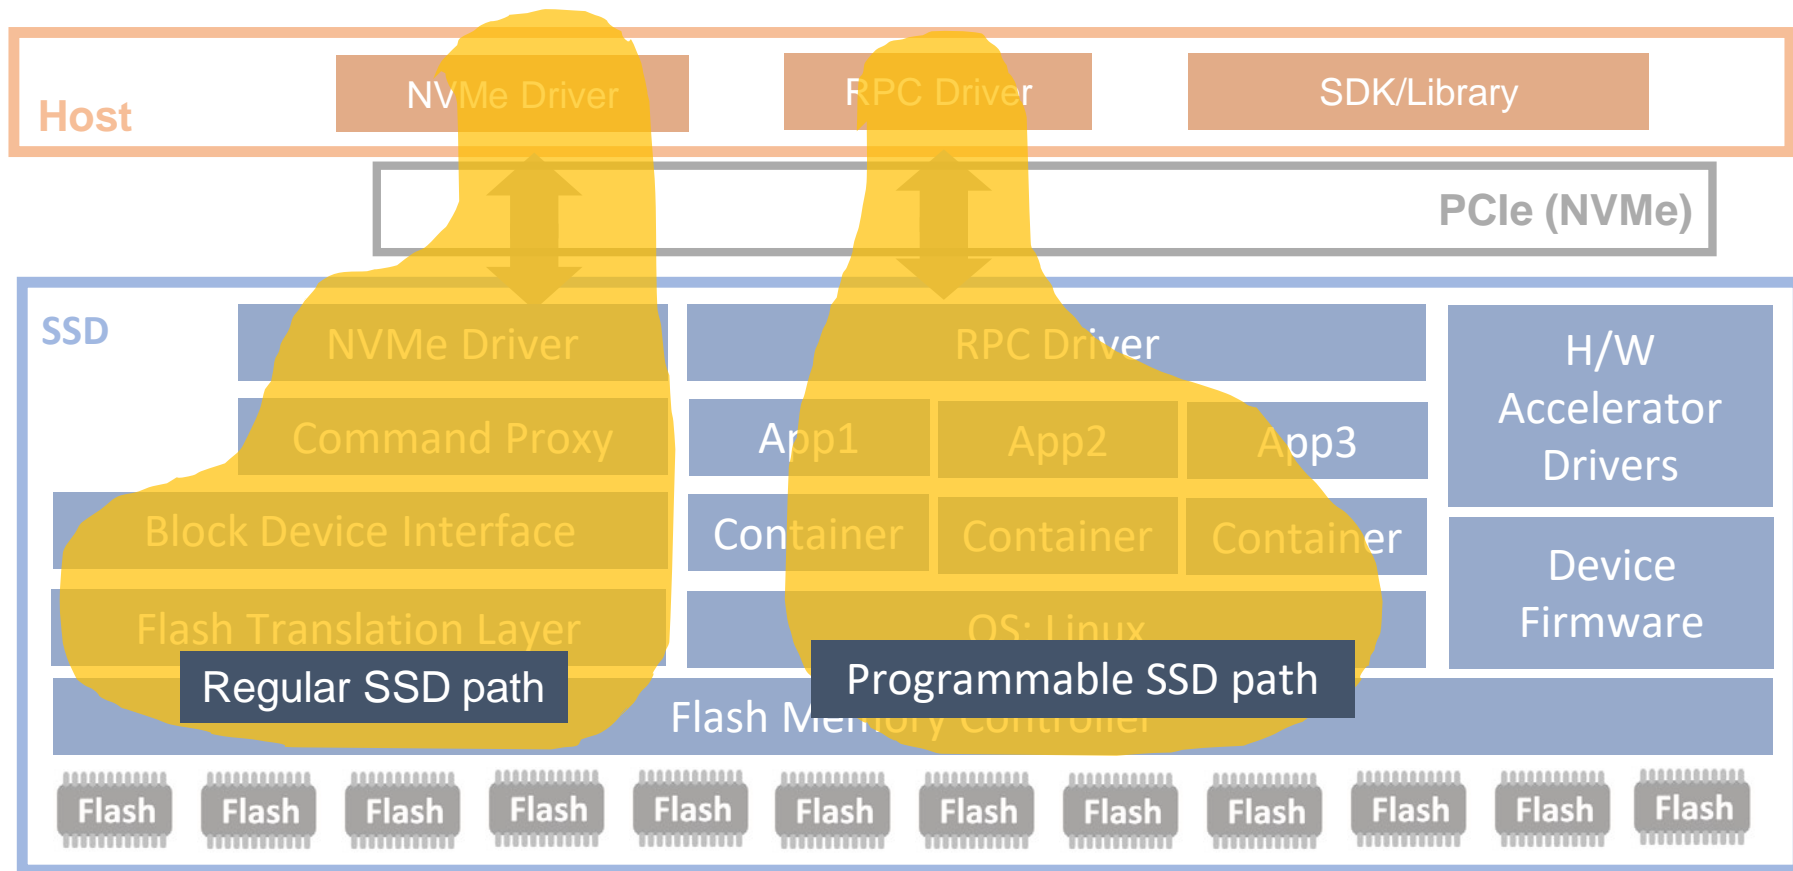 NVMe Driver
RPC Driver
SDK/Library
Host
PCIe (NVMe)
SSD
NVMe Driver
RPC Driver
H/W
Accelerator
Drivers
Command Proxy
App1
App2
App3
Block Device Interface
Container
Container
Container
Device
Firmware
Flash Translation Layer
OS: Linux
Regular SSD path
Programmable SSD path
Flash Memory Controller
Flash
Flash
Flash
Flash
Flash
Flash
Flash
Flash
Flash
Flash
Flash
Flash